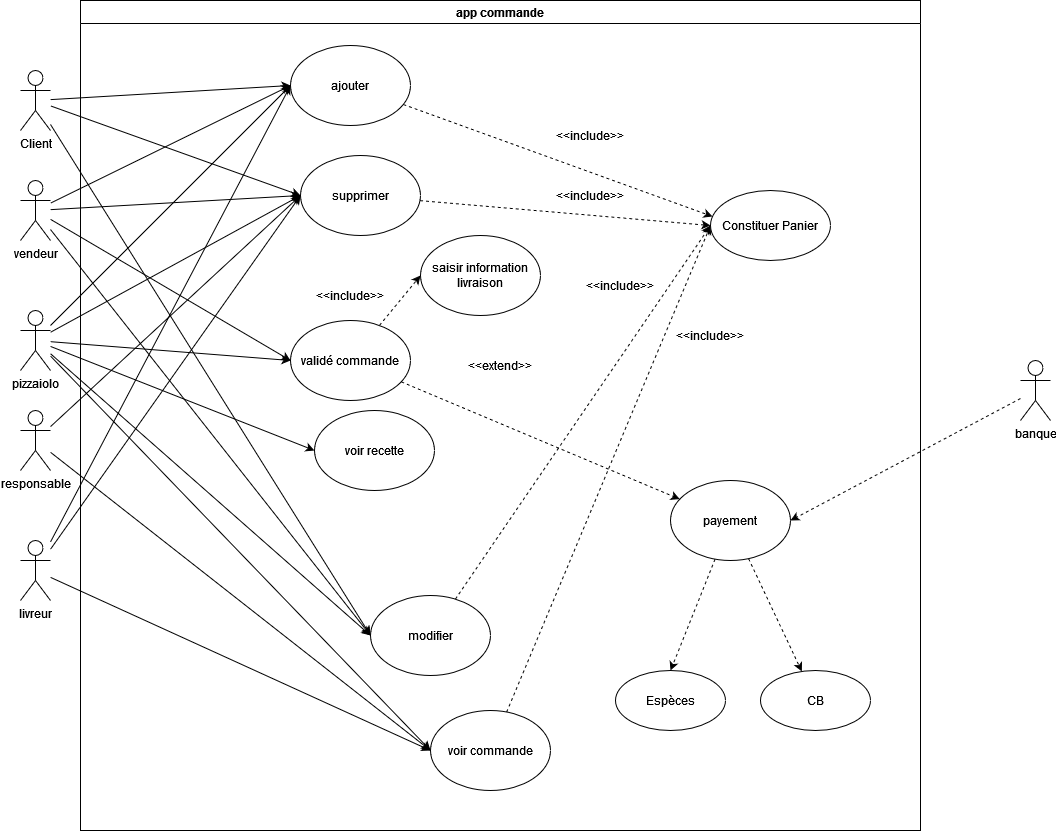 app commande
ajouter
Client
<<include>>
supprimer
<<include>>
Constituer Panier
vendeur
saisir information
livraison
<<include>>
<<include>>
<<include>>
validé commande
<<extend>>
pizzaiolo
banque
voir recette
responsable
payement
livreur
modifier
Espèces
CB
voir commande